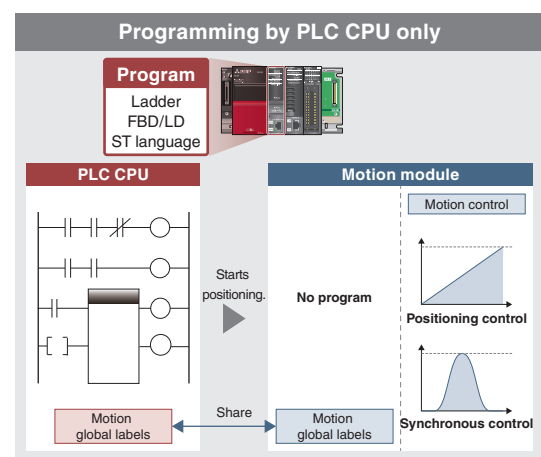 Programming by PLC CPU only
Program
Ladder
FBD/LD
ST language
PLC CPU
Motion module
Motion control
Starts
positioning.
No program
Positioning control
Synchronous control
Motion
global labels
Share
Motion
global labels